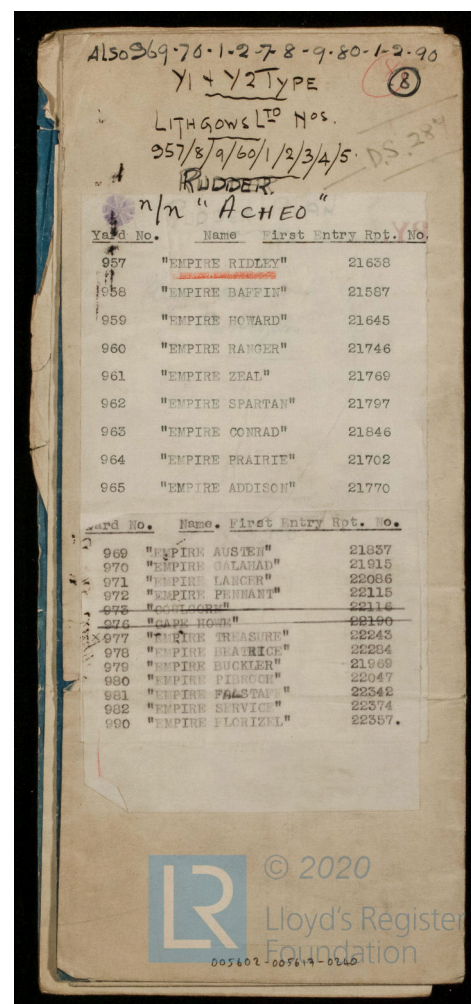 ALSO 969·70·1·2·7·8·9·80·1·2·90
Y1 + Y2 TYPE
8
LITHGOWS LTD Nos.
957/8/9/60/1/2/3/4/5.
D.S. 284
RUDDER.
n/n "ACHEO"
Yard No. Name First Entry Rpt. No.
957 "EMPIRE RIDLEY" 21638
958 "EMPIRE BAFFIN" 21587
959 "EMPIRE HOWARD" 21645
960 "EMPIRE RANGER" 21746
961 "EMPIRE ZEAL" 21769
962 "EMPIRE SPARTAN" 21797
963 "EMPIRE CONRAD" 21846
964 "EMPIRE PRAIRIE" 21702
965 "EMPIRE ADDISON" 21770
ard No. Name. First Entry Rpt. No.
969 "EMPIRE AUSTEN" 21837
970 "EMPIRE GALAHAD" 21915
971 "EMPIRE LANCER" 22086
972 "EMPIRE PENNANT" 22115
973 "COULGORM" 22116
976 "CAPE HOWE" 22190
x977 "EMPIRE TREASURE" 22243
978 "EMPIRE BEATRICE" 22284
979 "EMPIRE BUCKLER" 21969
980 "EMPIRE PIBROCH" 22047
981 "EMPIRE FALSTAFF" 22342
982 "EMPIRE SERVICE" 22374
990 "EMPIRE FLORIZEL" 22357.
LR
© 2020
Lloyd's Register
Foundation
005602-005617-0240